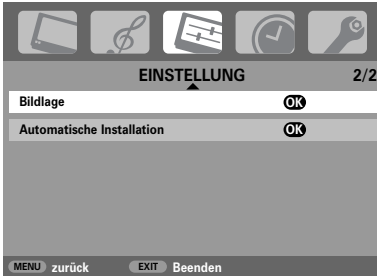 EINSTELLUNG 2/2
Bildlage OK
Automatische Installation OK
MENU zurück EXIT Beenden